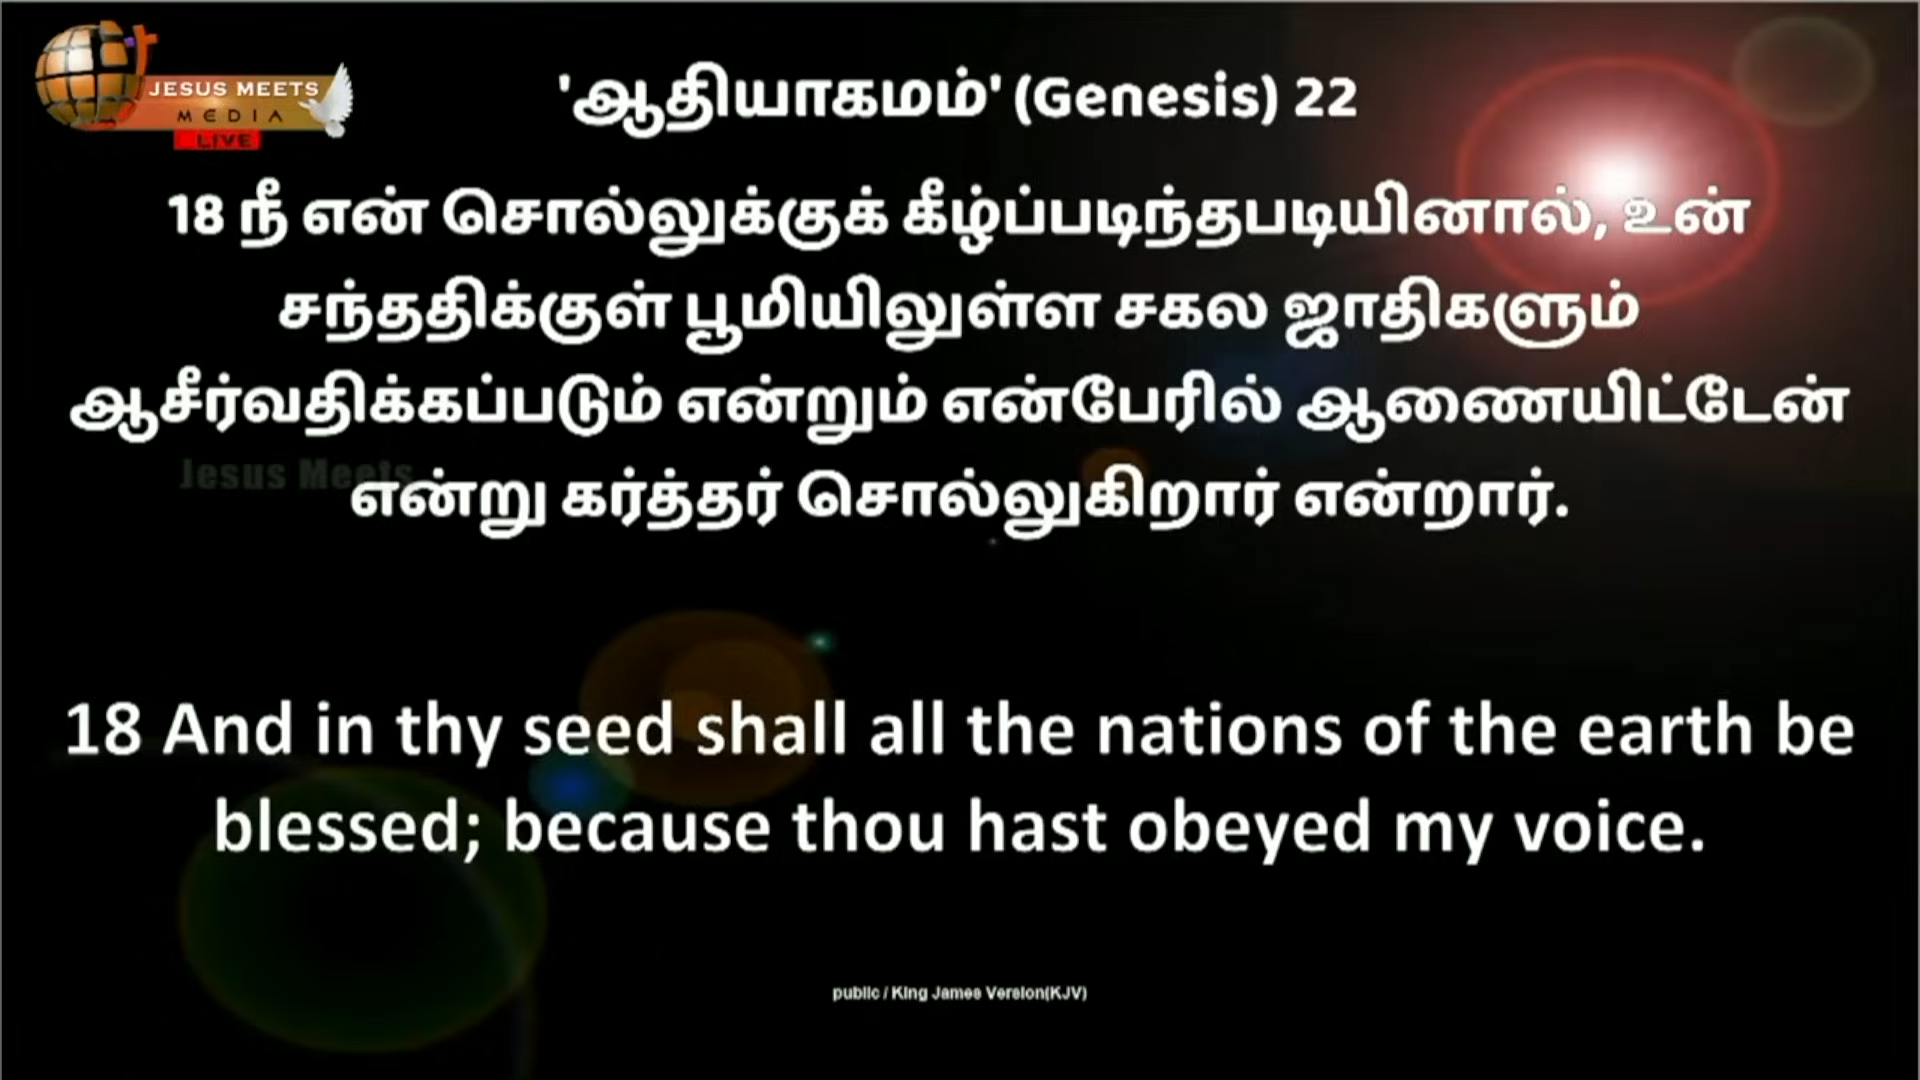 JESUS MEETS
MEDIA
LIVE
'ஆதியாகமம்' (Genesis) 22
18 நீ என் சொல்லுக்குக் கீழ்ப்படிந்தபடியினால், உன்
சந்ததிக்குள் பூமியிலுள்ள சகல ஜாதிகளும்
ஆசீர்வதிக்கப்படும் என்றும் என்பேரில் ஆணையிட்டேன்
Jesus Meets
என்று கர்த்தர் சொல்லுகிறார் என்றார்.
18 And in thy seed shall all the nations of the earth be
blessed; because thou hast obeyed my voice.
public / King James Version(KJV)